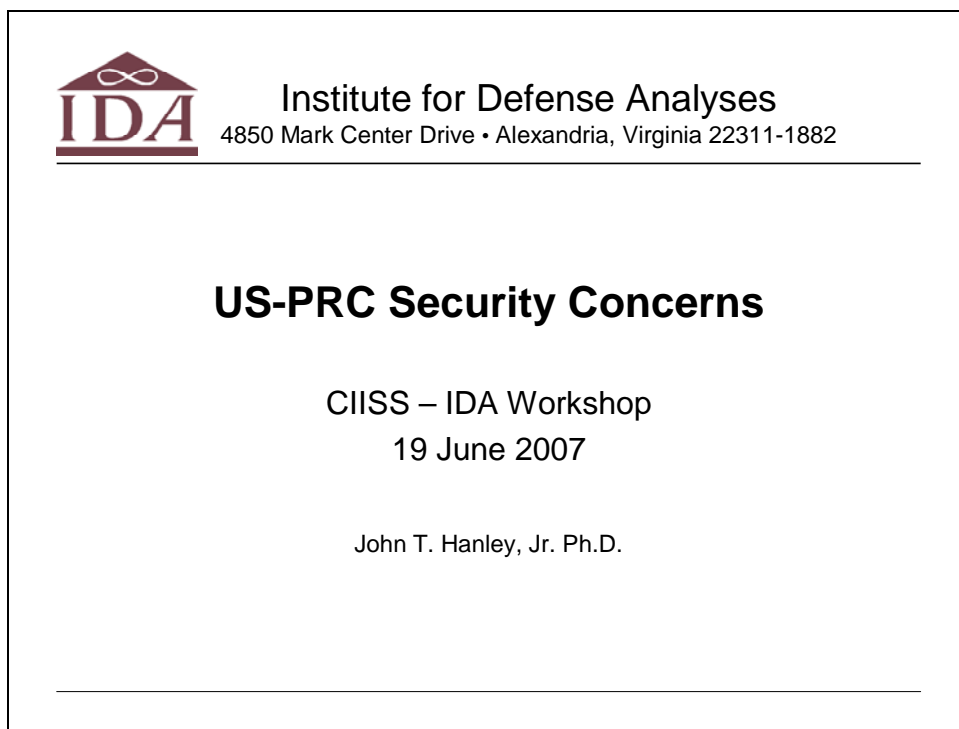 IDA
Institute for Defense Analyses
4850 Mark Center Drive • Alexandria, Virginia 22311-1882
US-PRC Security Concerns
CIISS – IDA Workshop
19 June 2007
John T. Hanley, Jr. Ph.D.